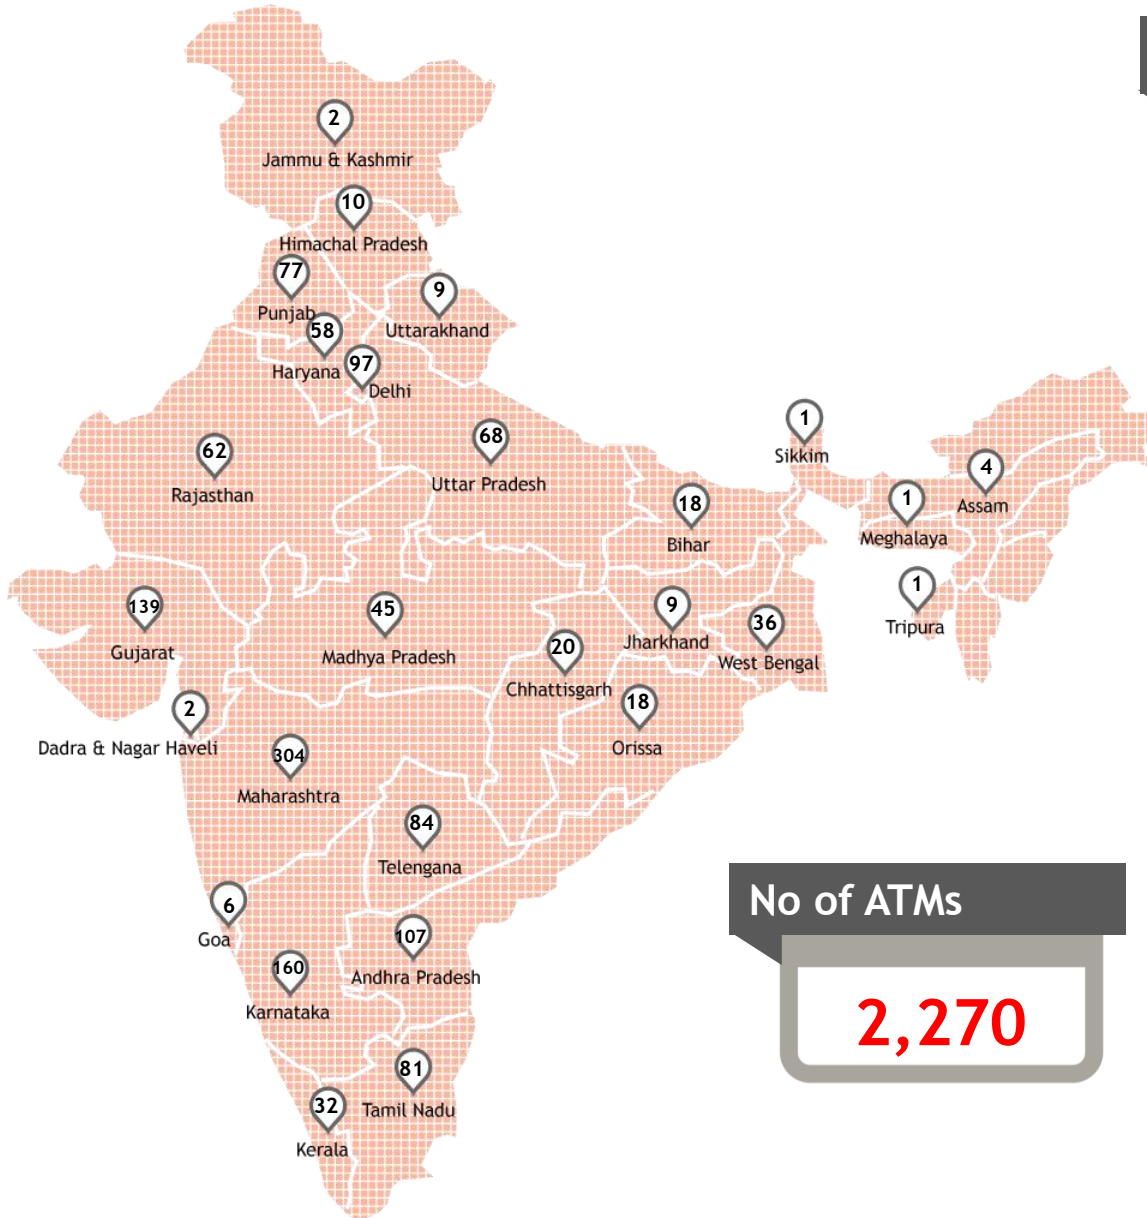 2
Jammu & Kashmir
10
Himachal Pradesh
77
Punjab
9
Uttarakhand
58
Haryana
97
Delhi
62
Rajasthan
68
Uttar Pradesh
1
Sikkim
4
Assam
1
Meghalaya
18
Bihar
1
Tripura
139
Gujarat
45
Madhya Pradesh
9
Jharkhand
36
West Bengal
20
Chhattisgarh
18
Orissa
2
Dadra & Nagar Haveli
304
Maharashtra
84
Telengana
6
Goa
107
Andhra Pradesh
160
Karnataka
81
Tamil Nadu
32
Kerala
No of ATMs
2,270